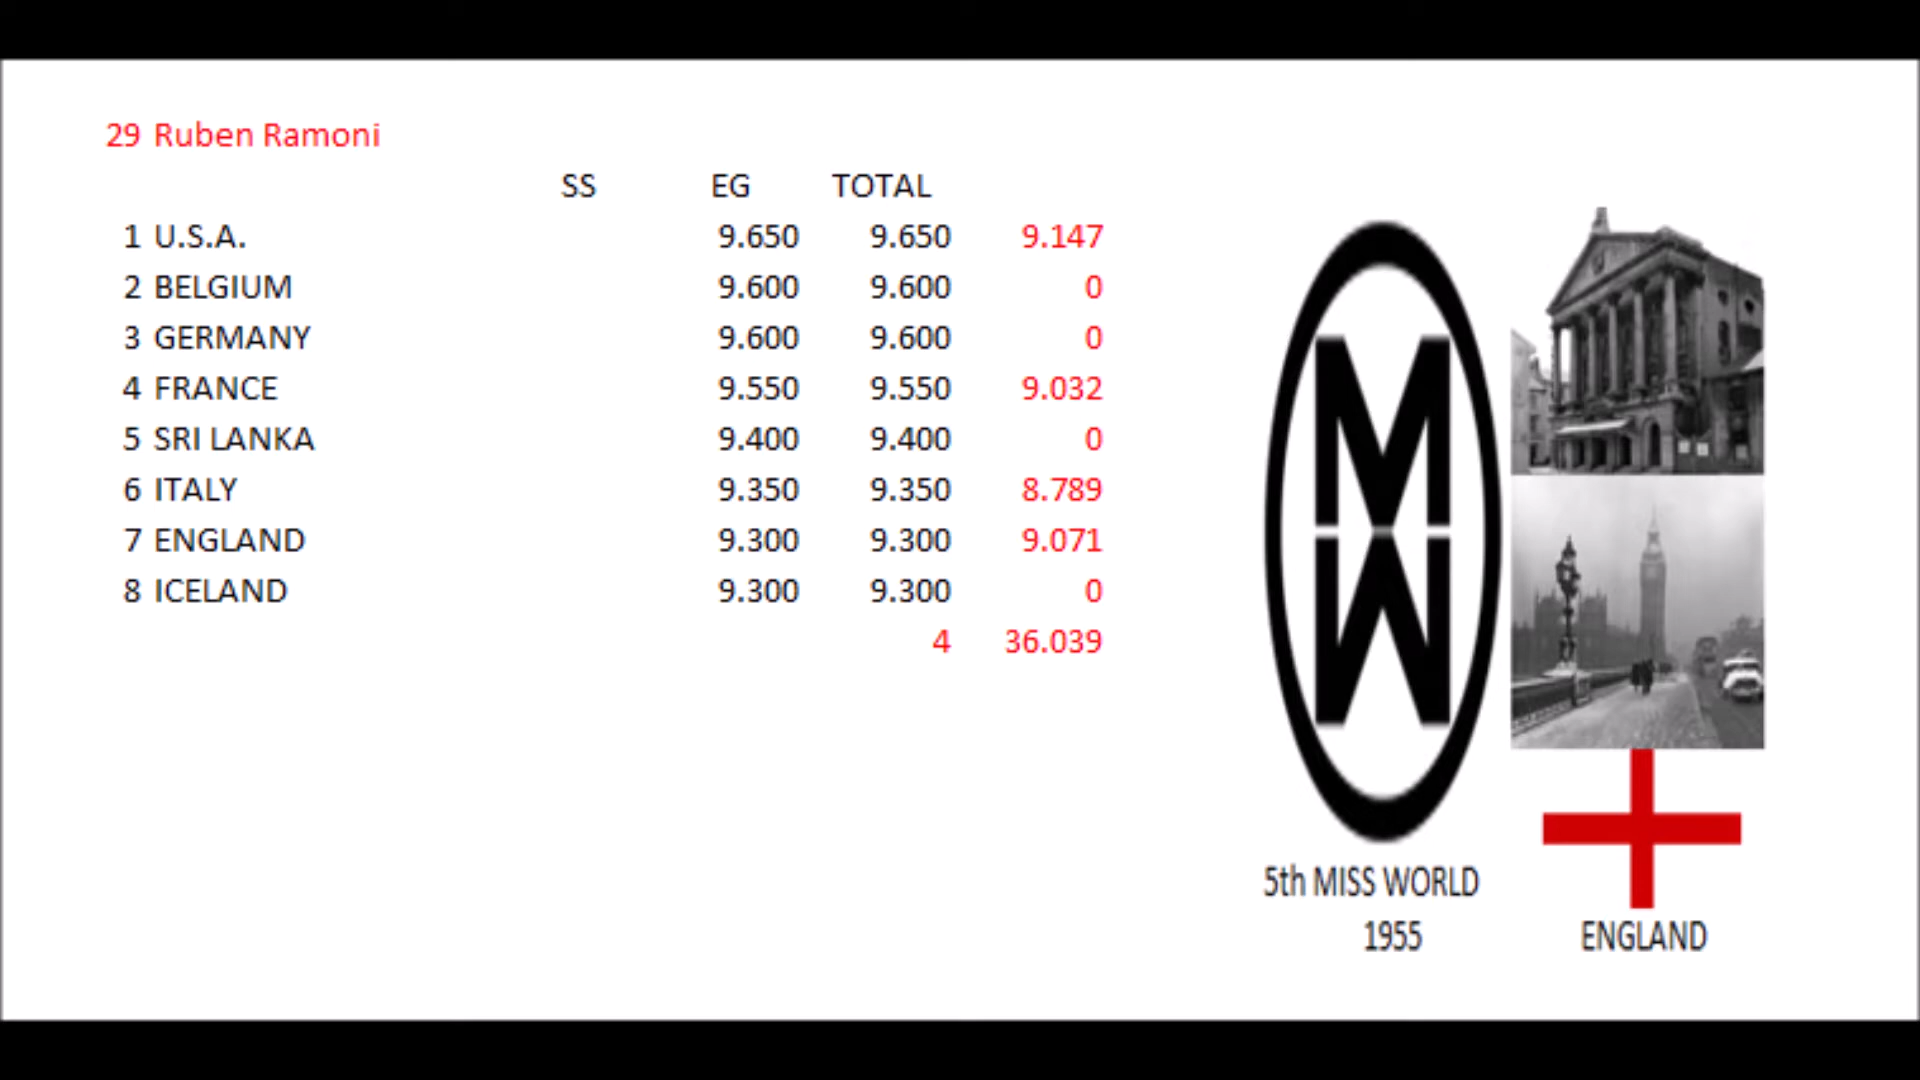 29 Ruben Ramoni
SS EG TOTAL
1 U.S.A. 9.650 9.650 9.147
2 BELGIUM 9.600 9.600 0
3 GERMANY 9.600 9.600 0
4 FRANCE 9.550 9.550 9.032
5 SRI LANKA 9.400 9.400 0
6 ITALY 9.350 9.350 8.789
7 ENGLAND 9.300 9.300 9.071
8 ICELAND 9.300 9.300 0
4 36.039
MW
5th MISS WORLD
1955
ENGLAND